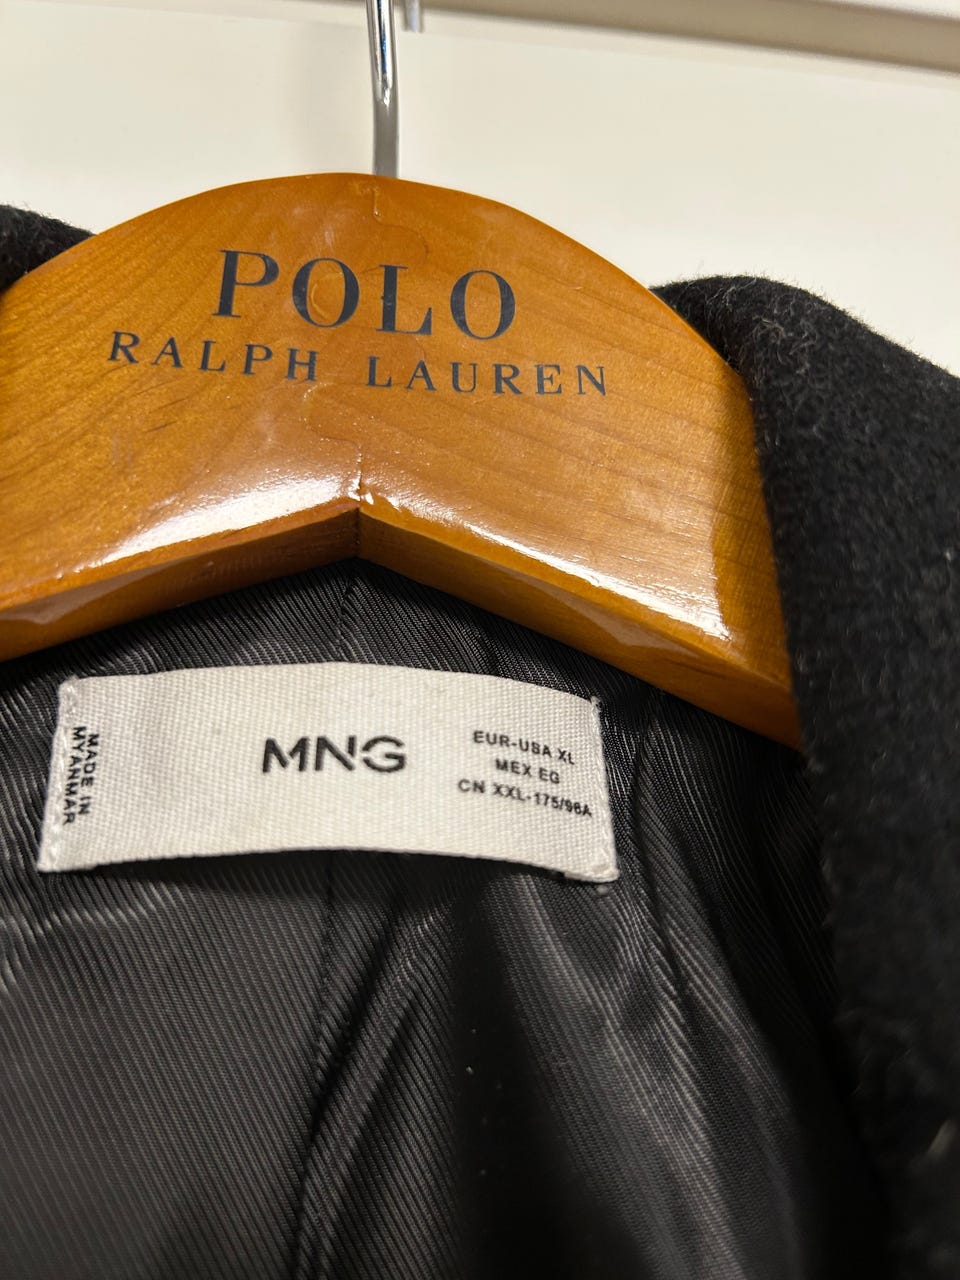 POLO
RALPH LAUREN
MADE IN
MYANMAR
MNG
EUR-USA XL
MEX EG
CN XXL-175/96A